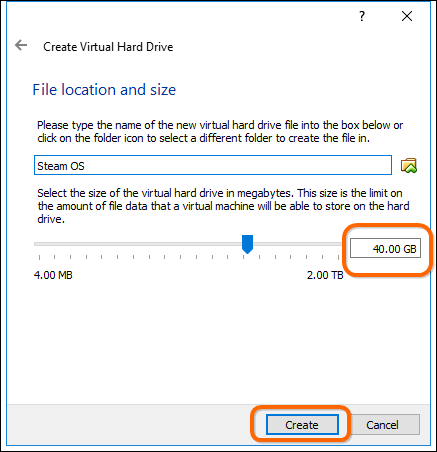 ?
Create Virtual Hard Drive
File location and size
Please type the name of the new virtual hard drive file into the box below or
click on the folder icon to select a different folder to create the file in.
Steam OS
Select the size of the virtual hard drive in megabytes. This size is the limit on
the amount of file data that a virtual machine will be able to store on the hard
drive.
40.00 GB
4.00 MB 2.00 TB
Create Cancel